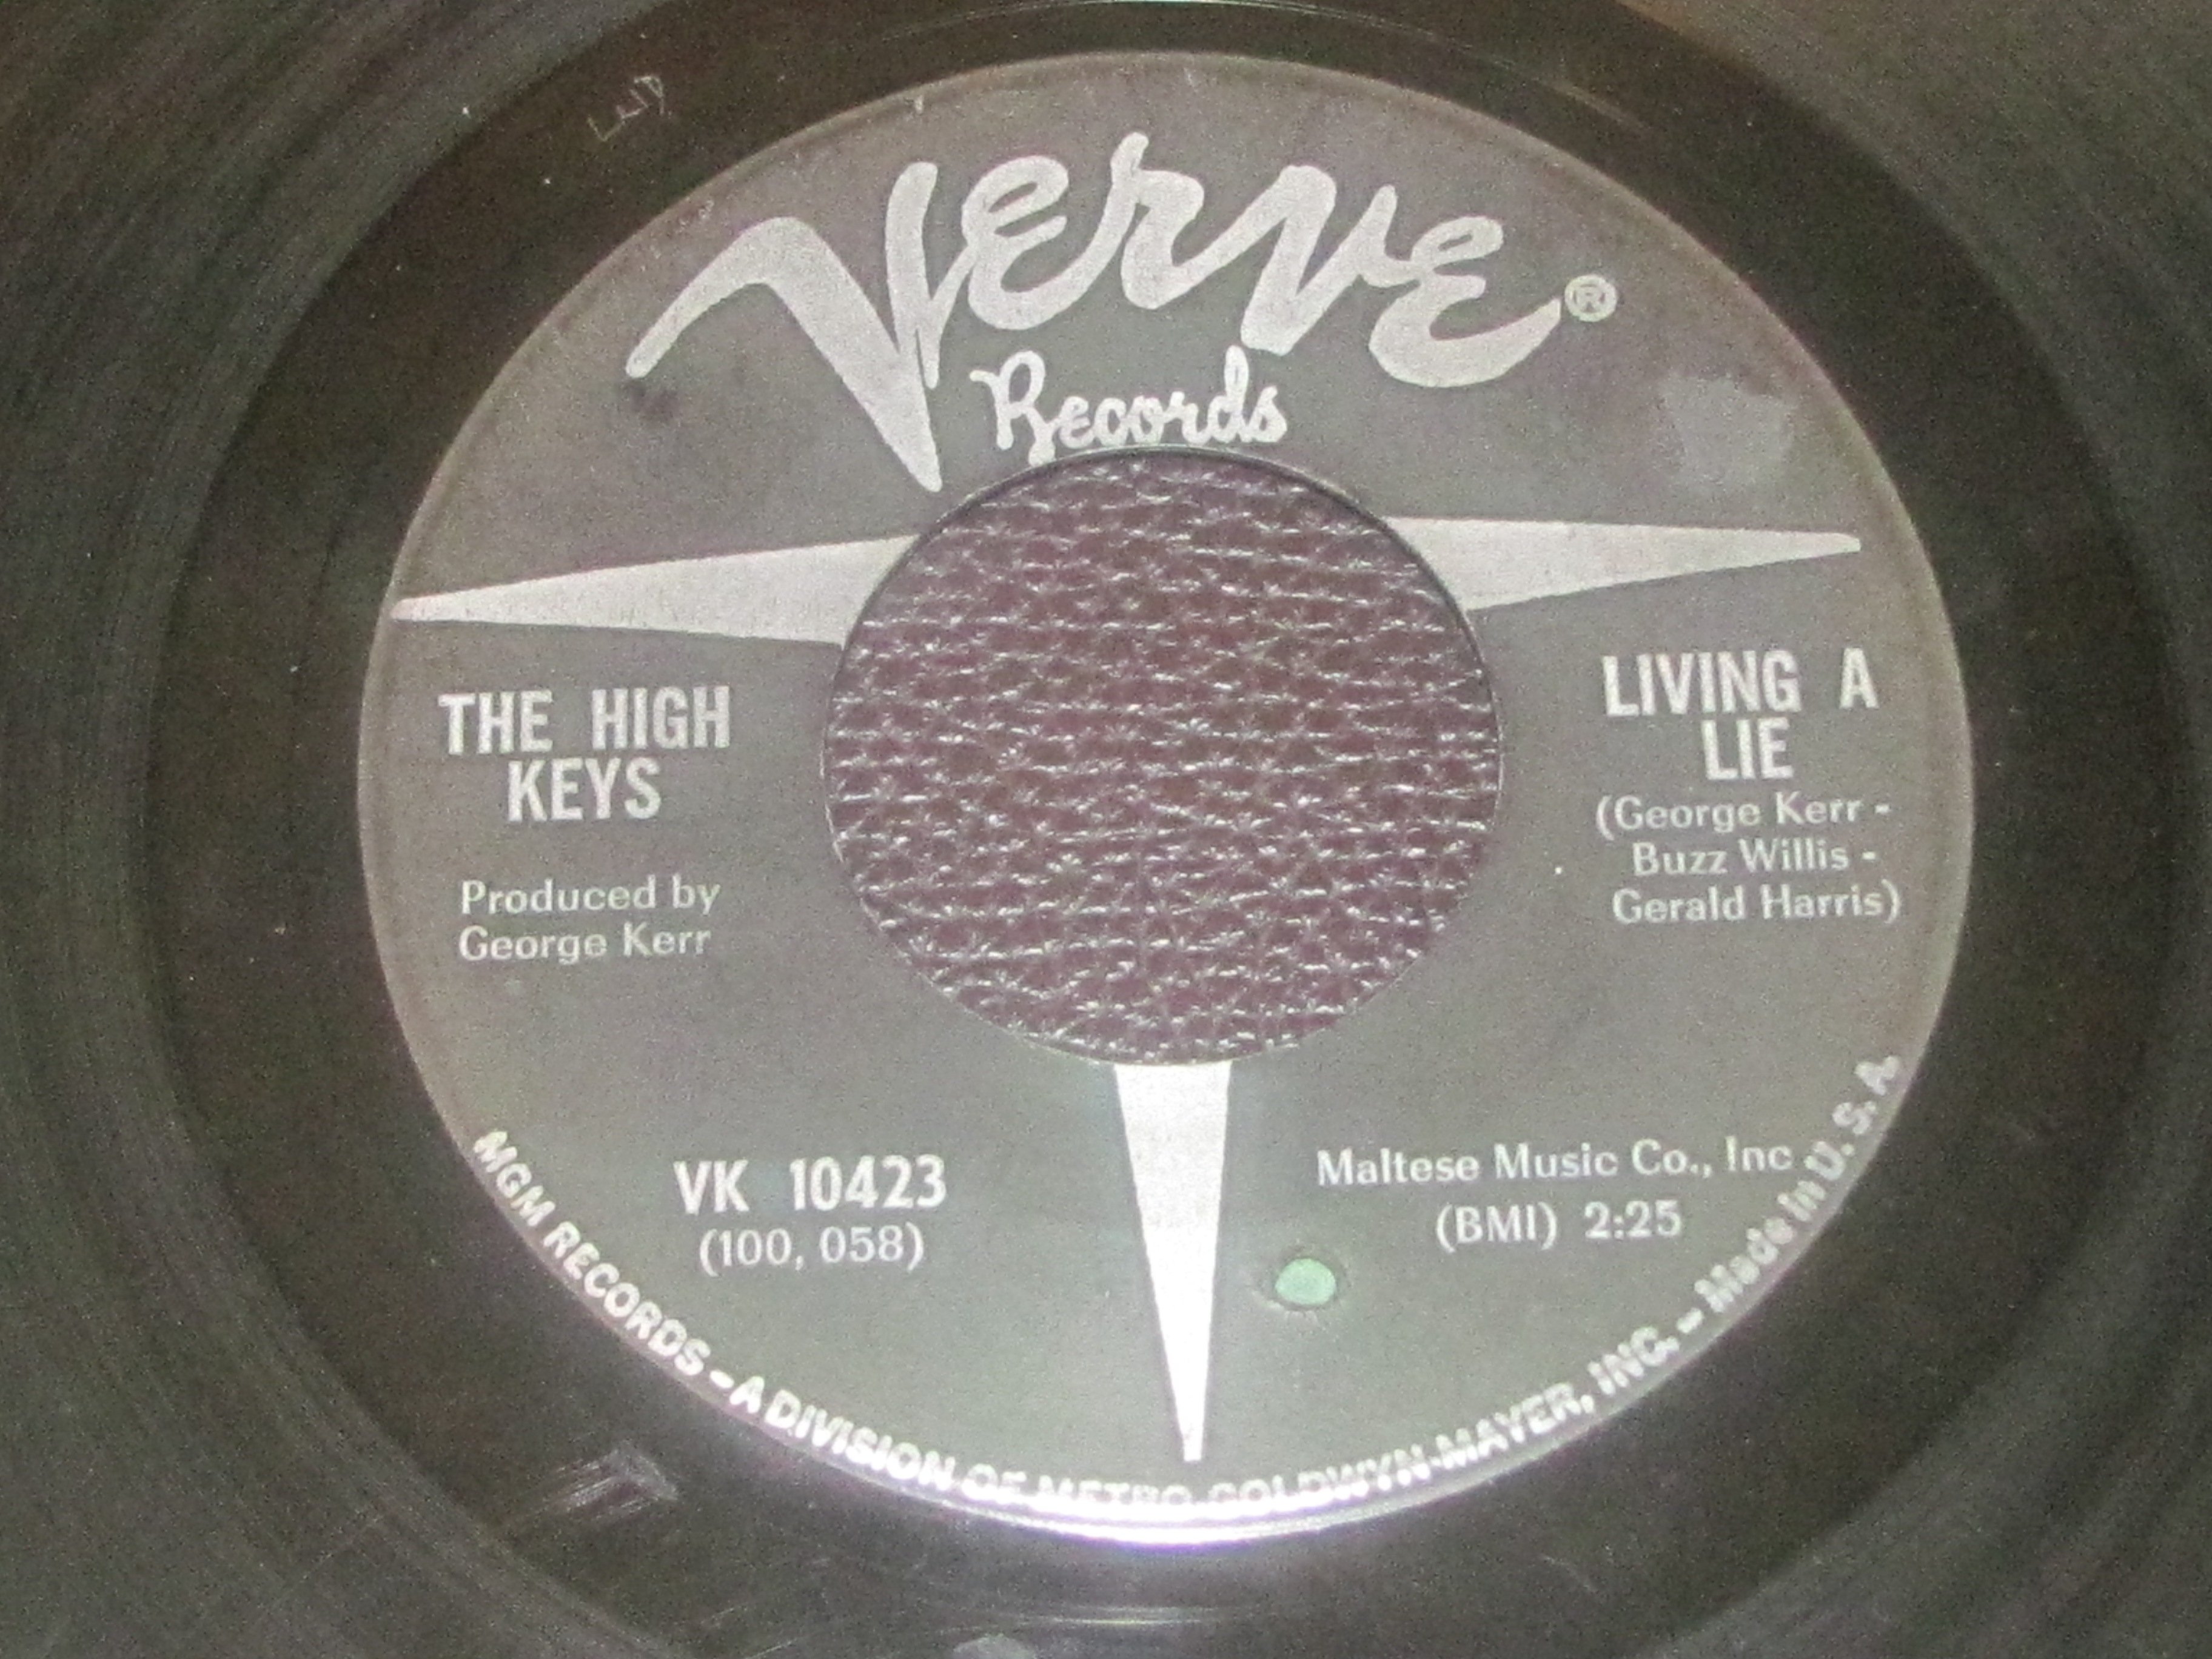 Verve®
Records
THE HIGH
KEYS
Produced by
George Kerr
LIVING A
LIE
(George Kerr -
Buzz Willis -
Gerald Harris)
VK 10423
(100, 058)
Maltese Music Co., Inc
(BMI) 2:25
MGM RECORDS - A DIVISION OF METRO-GOLDWYN-MAYER, INC. - Made in U. S. A.